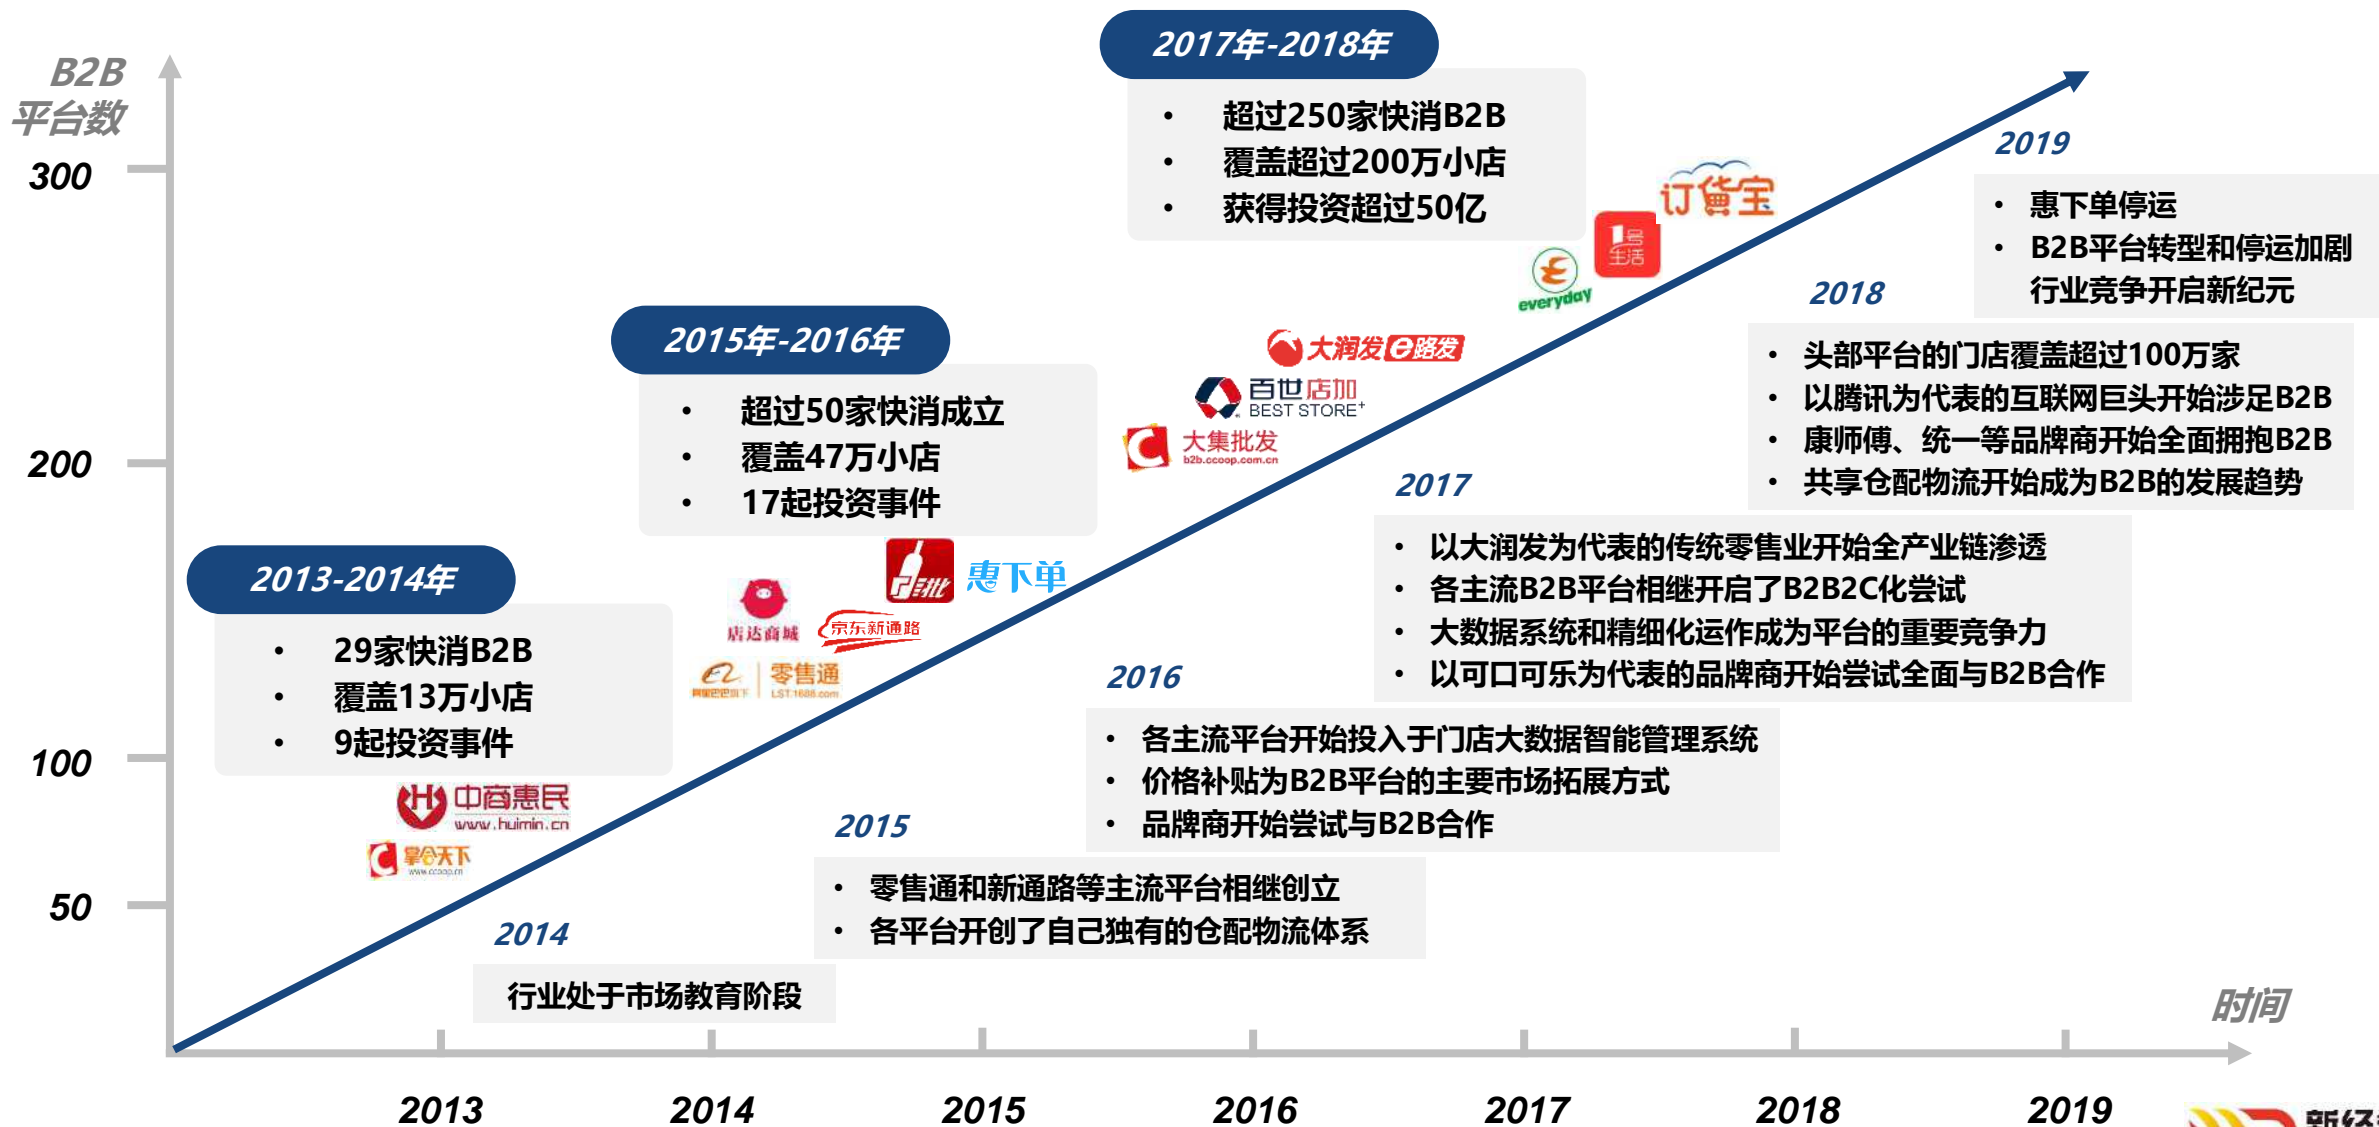 B2B
平台数
300
200
100
50
2017年-2018年
• 超过250家快消B2B
• 覆盖超过200万小店
• 获得投资超过50亿
2015年-2016年
• 超过50家快消成立
• 覆盖47万小店
• 17起投资事件
2013-2014年
• 29家快消B2B
• 覆盖13万小店
• 9起投资事件
订货宝
1号
生活
everyday
大润发e路发
百世店加
BEST STORE+
大集批发
b2b.ccoop.com.cn
惠下单
店达商城
京东新通路
阿里巴巴旗下
零售通
LST.1688.com
中商惠民
www.huimin.cn
掌合天下
www.ccoop.cn
2019
• 惠下单停运
• B2B平台转型和停运加剧
行业竞争开启新纪元
2018
• 头部平台的门店覆盖超过100万家
• 以腾讯为代表的互联网巨头开始涉足B2B
• 康师傅、统一等品牌商开始全面拥抱B2B
• 共享仓配物流开始成为B2B的发展趋势
2017
• 以大润发为代表的传统零售业开始全产业链渗透
• 各主流B2B平台相继开启了B2B2C化尝试
• 大数据系统和精细化运作成为平台的重要竞争力
• 以可口可乐为代表的品牌商开始尝试全面与B2B合作
2016
• 各主流平台开始投入于门店大数据智能管理系统
• 价格补贴为B2B平台的主要市场拓展方式
• 品牌商开始尝试与B2B合作
2015
• 零售通和新通路等主流平台相继创立
• 各平台开创了自己独有的仓配物流体系
2014
行业处于市场教育阶段
时间
2013 2014 2015 2016 2017 2018 2019